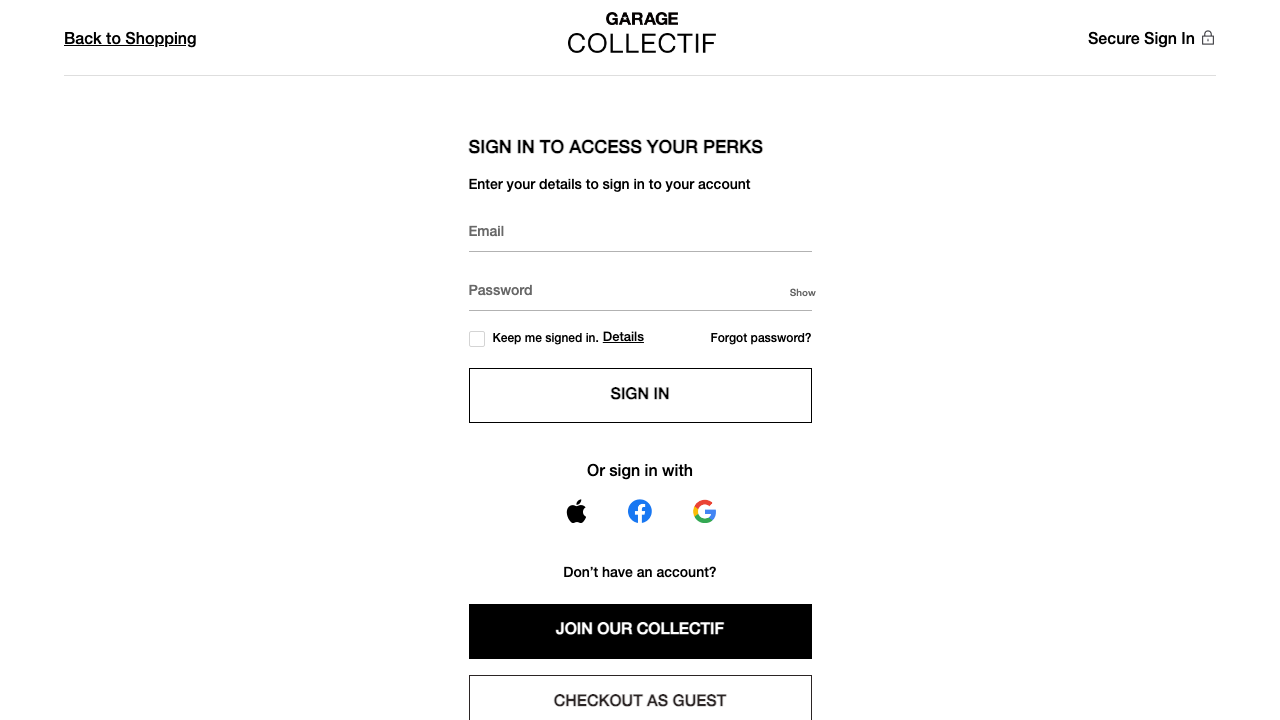 Back to Shopping
GARAGE
COLLECTIF
Secure Sign In
SIGN IN TO ACCESS YOUR PERKS
Enter your details to sign in to your account
Email
Password
Show
Keep me signed in. Details
Forgot password?
SIGN IN
Or sign in with
Don’t have an account?
JOIN OUR COLLECTIF
CHECKOUT AS GUEST